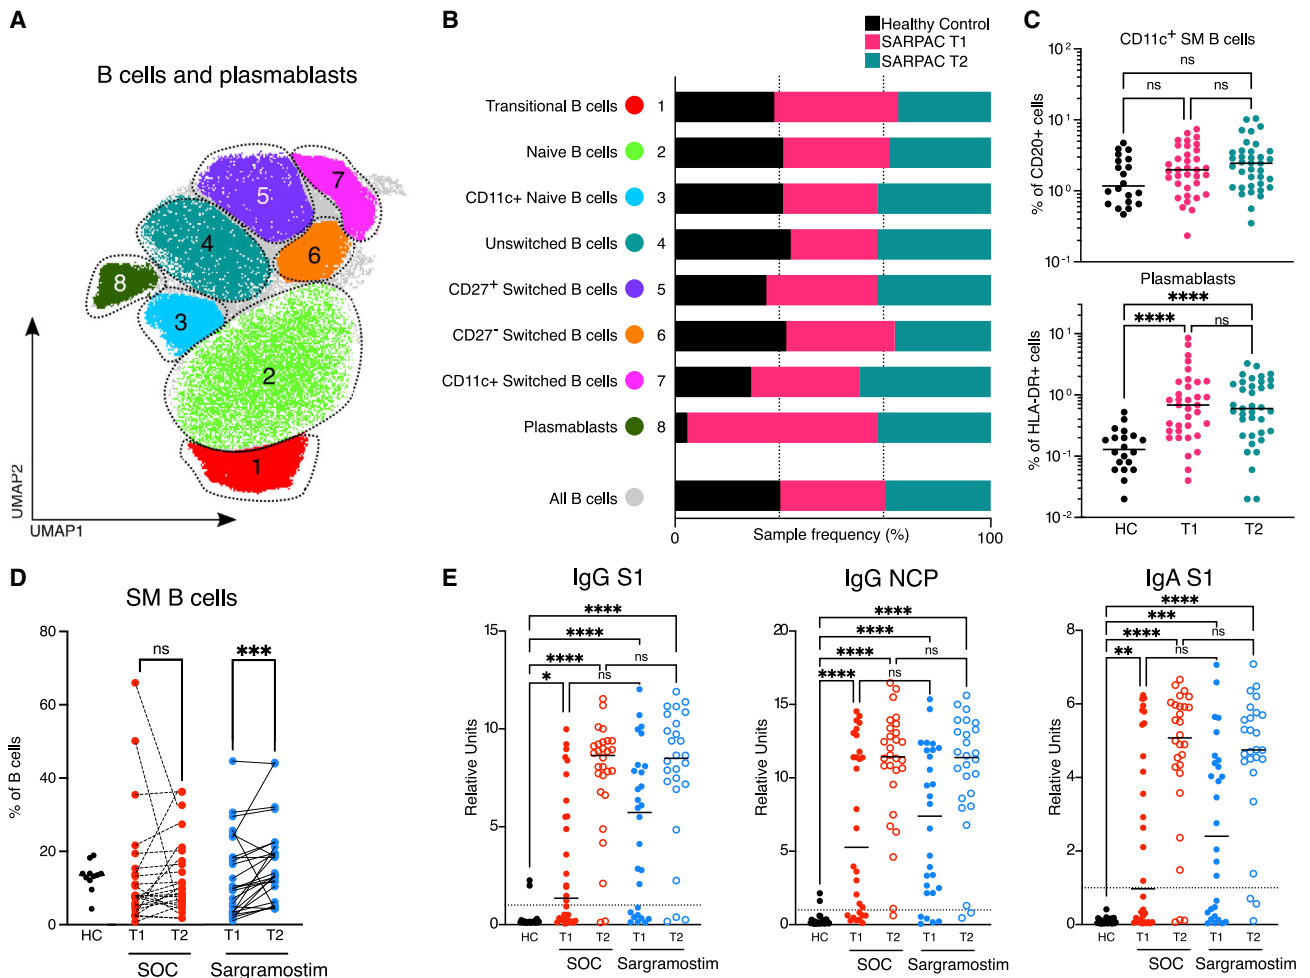 A
B cells and plasmablasts
5
7
4
6
8
3
2
1
UMAP2
UMAP1
B
Healthy Control
SARPAC T1
SARPAC T2
Transitional B cells 1
Naive B cells 2
CD11c+ Naive B cells 3
Unswitched B cells 4
CD27+ Switched B cells 5
CD27- Switched B cells 6
CD11c+ Switched B cells 7
Plasmablasts 8
All B cells
0 Sample frequency (%) 100
C
CD11c+ SM B cells
ns
ns ns
% of CD20+ cells
10^2
10^1
10^0
10^-1
Plasmablasts
****
**** ns
% of HLA-DR+ cells
10^1
10^0
10^-1
10^-2
HC T1 T2
D
SM B cells
ns ***
% of B cells
80
60
40
20
0
HC T1 T2 T1 T2
SOC Sargramostim
E
IgG S1
****
****
**** ns
* ns
Relative Units
15
10
5
0
HC T1 T2 T1 T2
SOC Sargramostim
IgG NCP
****
****
**** ns
**** ns
Relative Units
20
15
10
5
0
HC T1 T2 T1 T2
SOC Sargramostim
IgA S1
****
***
**** ns
** ns
Relative Units
8
6
4
2
0
HC T1 T2 T1 T2
SOC Sargramostim